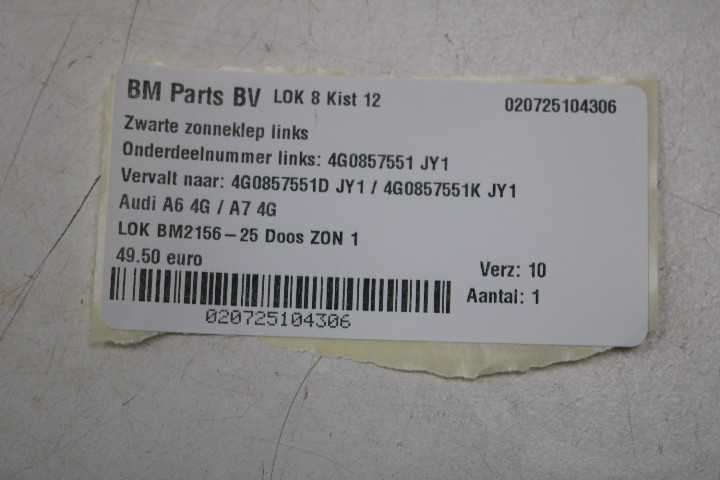 BM Parts BV LOK 8 Kist 12 020725104306
Zwarte zonneklep links
Onderdeelnummer links: 4G0857551 JY1
Vervalt naar: 4G0857551D JY1 / 4G0857551K JY1
Audi A6 4G / A7 4G
LOK BM2156-25 Doos ZON 1
49.50 euro Verz: 10
Aantal: 1
020725104306